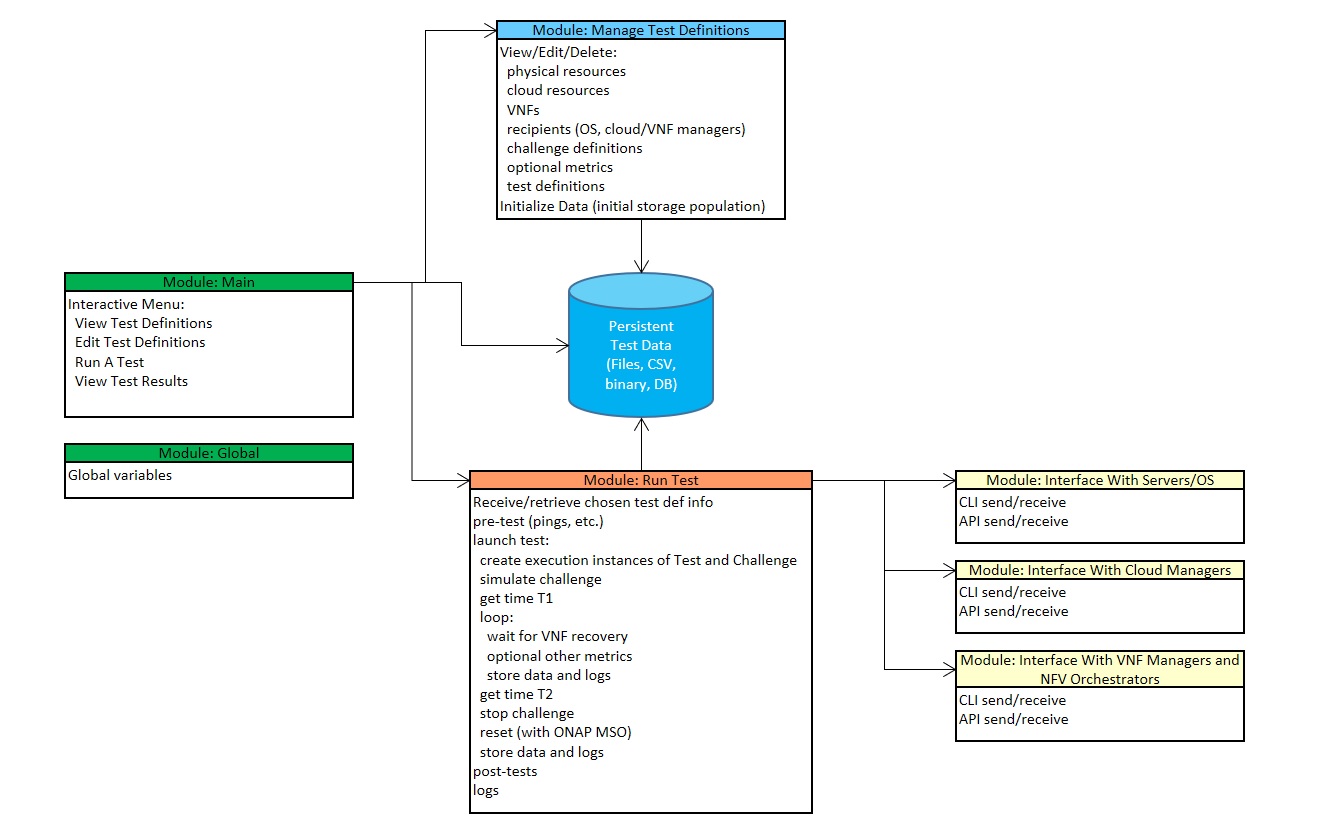 Module: Manage Test Definitions
View/Edit/Delete:
physical resources
cloud resources
VNFs
recipients (OS, cloud/VNF managers)
challenge definitions
optional metrics
test definitions
Initialize Data (initial storage population)
Module: Main
Interactive Menu:
View Test Definitions
Edit Test Definitions
Run A Test
View Test Results
Persistent
Test Data
(Files, CSV,
binary, DB)
Module: Global
Global variables
Module: Run Test
Receive/retrieve chosen test def info
pre-test (pings, etc.)
launch test:
create execution instances of Test and Challenge
simulate challenge
get time T1
loop:
wait for VNF recovery
optional other metrics
store data and logs
get time T2
stop challenge
reset (with ONAP MSO)
store data and logs
post-tests
logs
Module: Interface With Servers/OS
CLI send/receive
API send/receive
Module: Interface With Cloud Managers
CLI send/receive
API send/receive
Module: Interface With VNF Managers and
NFV Orchestrators
CLI send/receive
API send/receive